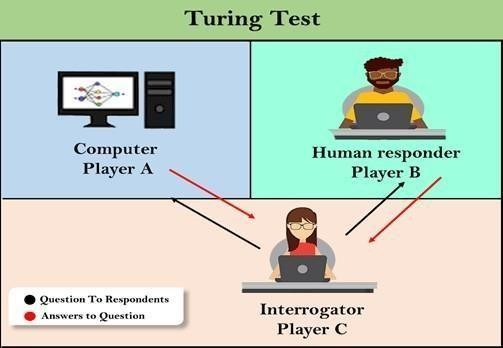 Turing Test
Computer
Player A
Human responder
Player B
Interrogator
Player C
Question To Respondents
Answers to Question